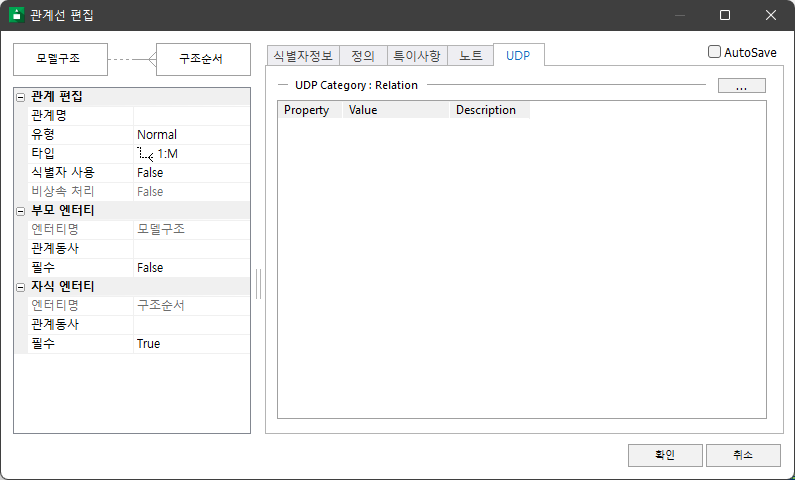 관계선 편집
모델구조
구조순서
관계 편집
관계명
유형 Normal
타입 1:M
식별자 사용 False
비상속 처리 False
부모 엔터티
엔터티명 모델구조
관계동사
필수 False
자식 엔터티
엔터티명 구조순서
관계동사
필수 True
식별자정보 정의 특이사항 노트 UDP
AutoSave
UDP Category : Relation
...
Property Value Description
확인 취소